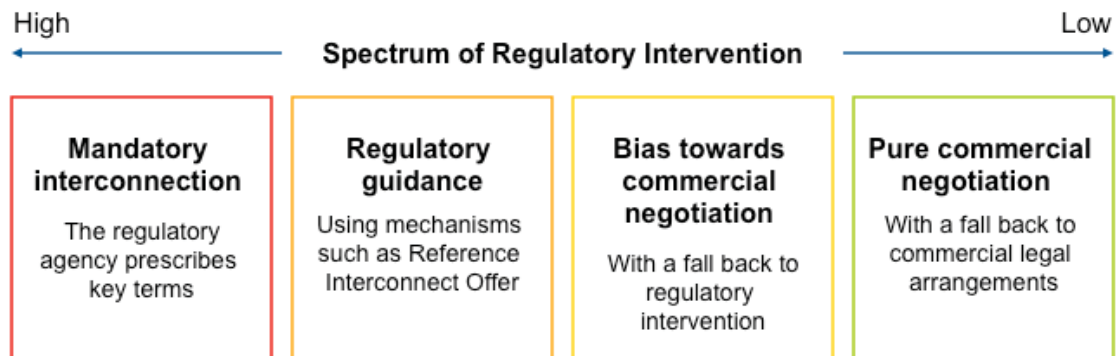 High
Low
Spectrum of Regulatory Intervention
Mandatory
interconnection
The regulatory
agency prescribes
key terms
Regulatory
guidance
Using mechanisms
such as Reference
Interconnect Offer
Bias towards
commercial
negotiation
With a fall back to
regulatory
intervention
Pure commercial
negotiation
With a fall back to
commercial legal
arrangements